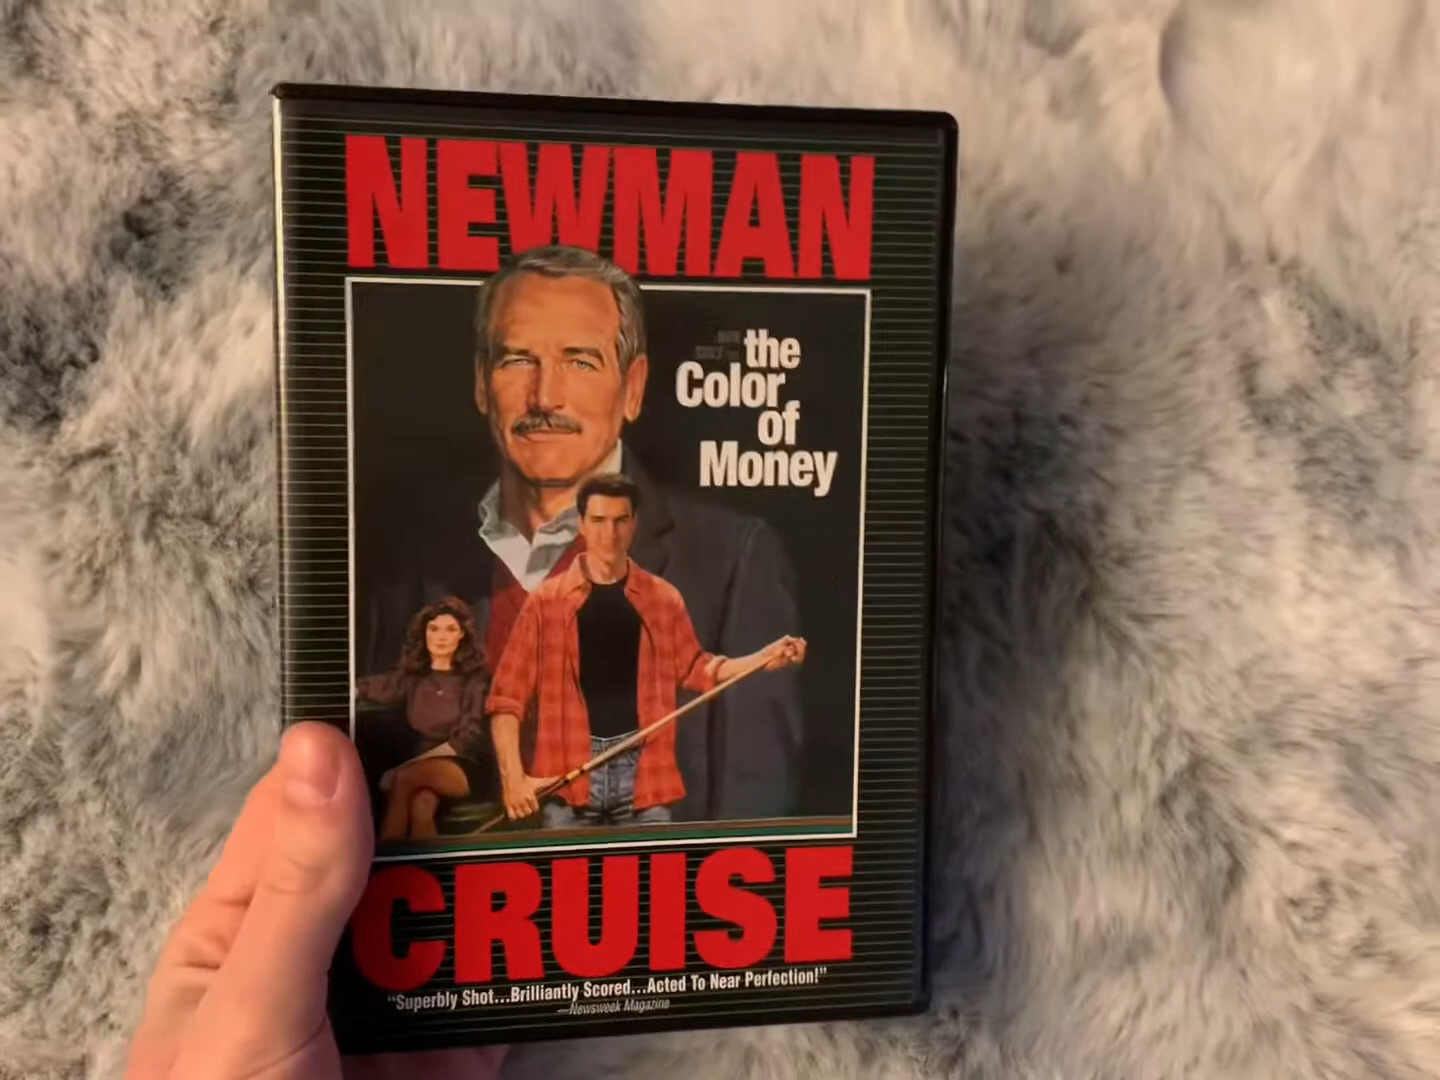 NEWMAN
the
Color
of
Money
CRUISE
“Superbly Shot...Brilliantly Scored...Acted To Near Perfection!”
—Newsweek Magazine